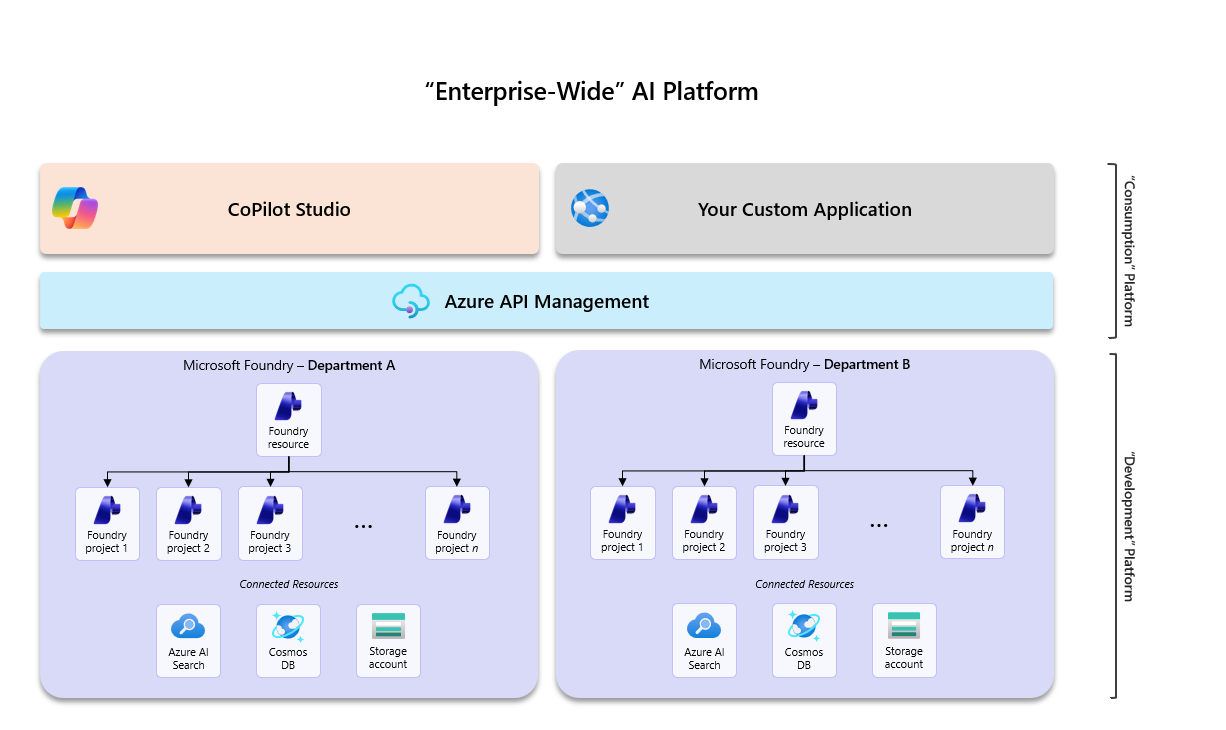 “Enterprise-Wide” AI Platform
CoPilot Studio
Your Custom Application
Azure API Management
“Consumption” Platform
Microsoft Foundry – Department A
Foundry
resource
Foundry
project 1
Foundry
project 2
Foundry
project 3
...
Foundry
project n
Connected Resources
Azure AI
Search
Cosmos
DB
Storage
account
Microsoft Foundry – Department B
Foundry
resource
Foundry
project 1
Foundry
project 2
Foundry
project 3
...
Foundry
project n
Connected Resources
Azure AI
Search
Cosmos
DB
Storage
account
“Development” Platform